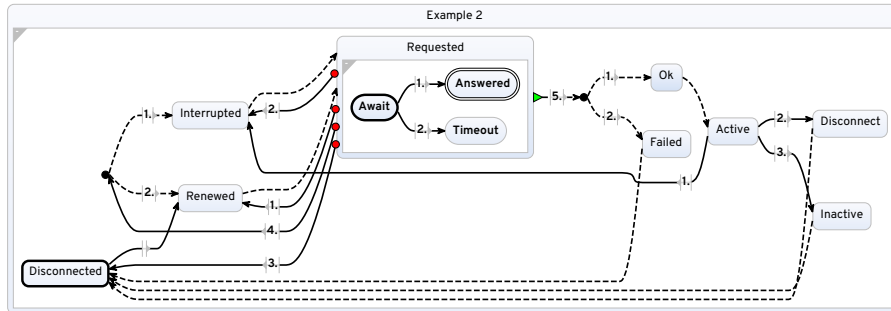 Example 2
Requested
1.
Answered
Await
2.
Timeout
5.
1.
Ok
2.
Failed
Active
2.
Disconnect
3.
Inactive
1.
1.
Interrupted
2.
2.
Renewed
1.
4.
3.
Disconnected